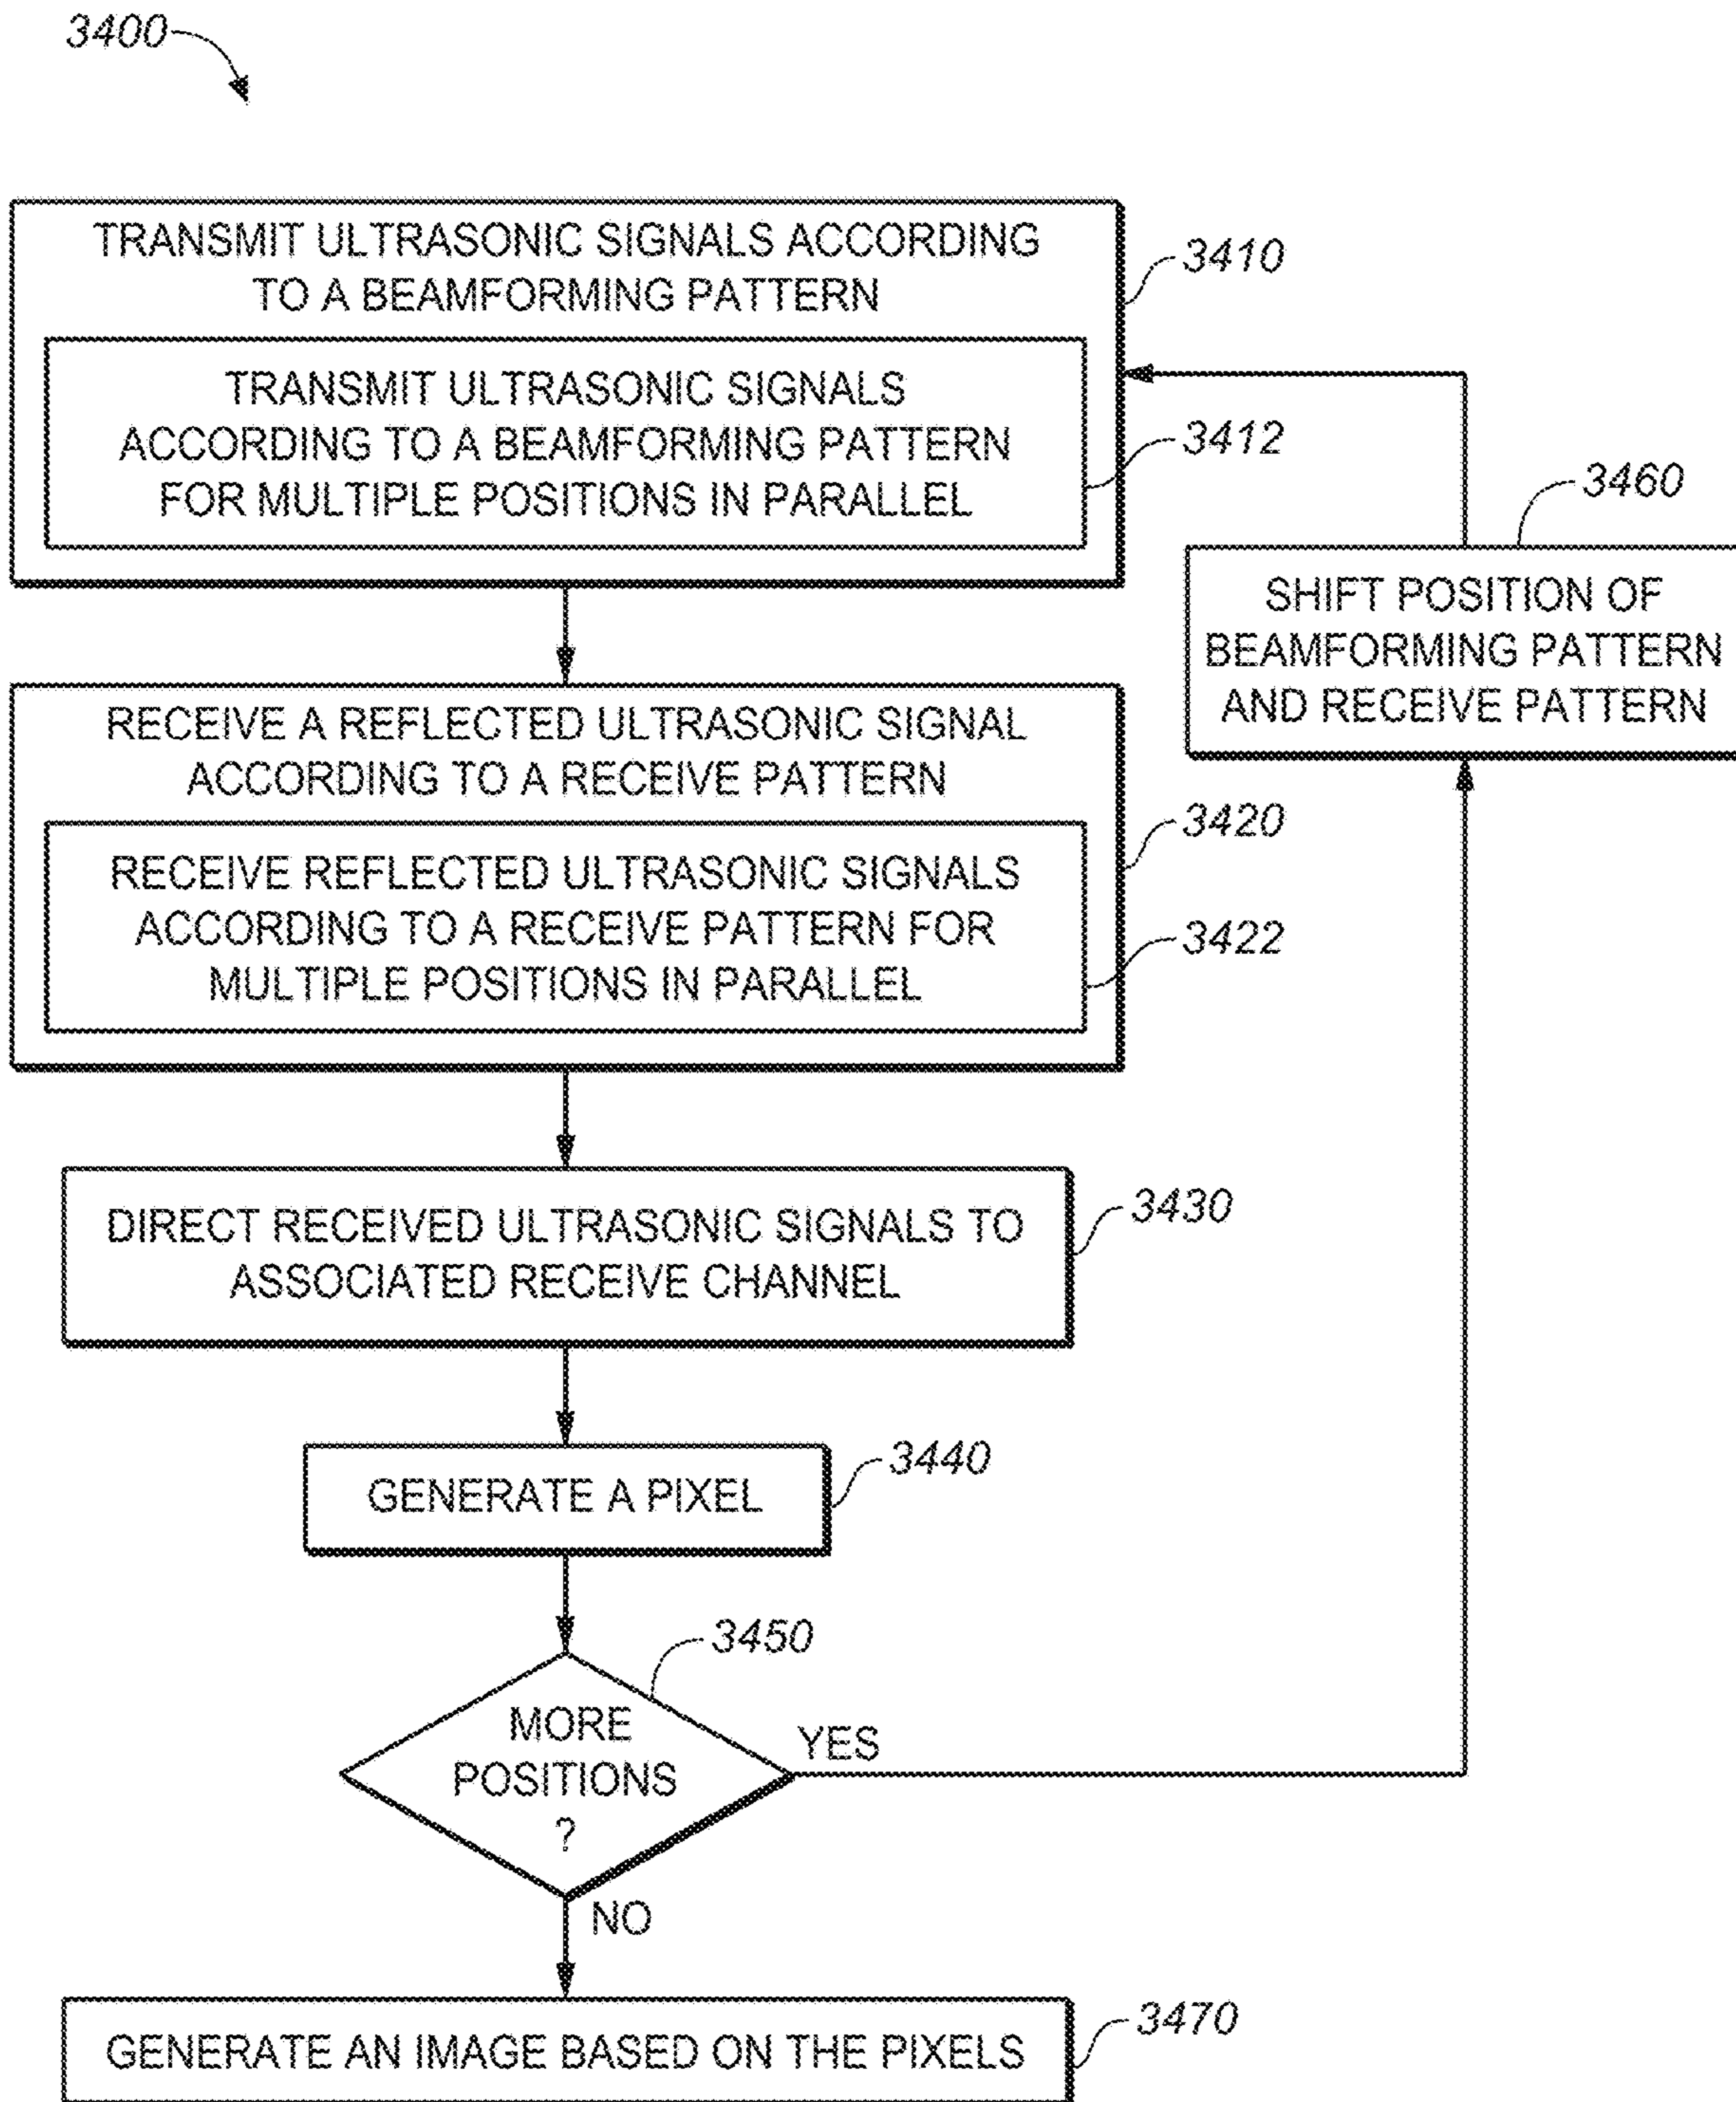 3400
TRANSMIT ULTRASONIC SIGNALS ACCORDING
TO A BEAMFORMING PATTERN
3410
TRANSMIT ULTRASONIC SIGNALS
ACCORDING TO A BEAMFORMING PATTERN
FOR MULTIPLE POSITIONS IN PARALLEL
3412
3460
SHIFT POSITION OF
BEAMFORMING PATTERN
AND RECEIVE PATTERN
RECEIVE A REFLECTED ULTRASONIC SIGNAL
ACCORDING TO A RECEIVE PATTERN
3420
RECEIVE REFLECTED ULTRASONIC SIGNALS
ACCORDING TO A RECEIVE PATTERN FOR
MULTIPLE POSITIONS IN PARALLEL
3422
DIRECT RECEIVED ULTRASONIC SIGNALS TO
ASSOCIATED RECEIVE CHANNEL
3430
GENERATE A PIXEL
3440
3450
MORE
POSITIONS
?
YES
NO
GENERATE AN IMAGE BASED ON THE PIXELS
3470